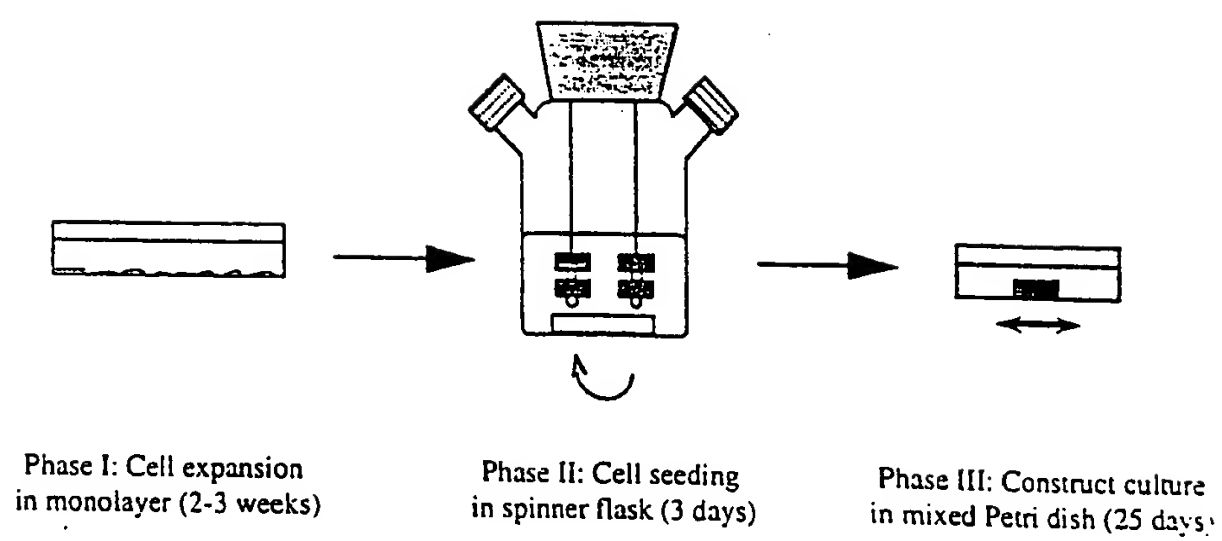 Phase I: Cell expansion
in monolayer (2-3 weeks)
Phase II: Cell seeding
in spinner flask (3 days)
Phase III: Construct culture
in mixed Petri dish (25 days)